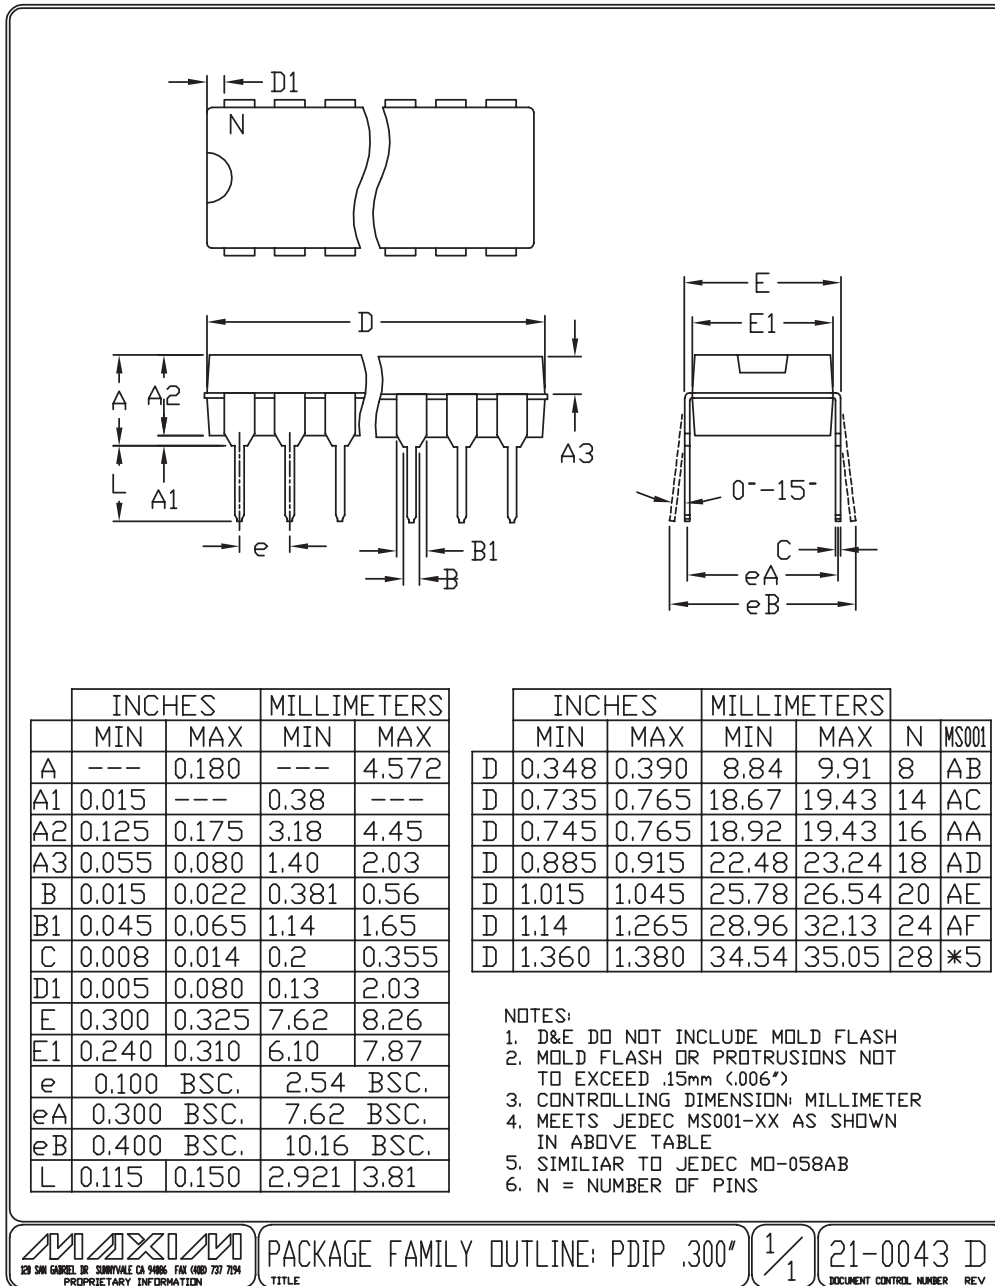 D1
N
E
D
E1
A
A2
A3
L
A1
0°-15°
e
B1
C
B
eA
eB
INCHES MILLIMETERS
MIN MAX MIN MAX
A --- 0.180 --- 4.572
A1 0.015 --- 0.38 ---
A2 0.125 0.175 3.18 4.45
A3 0.055 0.080 1.40 2.03
B 0.015 0.022 0.381 0.56
B1 0.045 0.065 1.14 1.65
C 0.008 0.014 0.2 0.355
D1 0.005 0.080 0.13 2.03
E 0.300 0.325 7.62 8.26
E1 0.240 0.310 6.10 7.87
e 0.100 BSC. 2.54 BSC.
eA 0.300 BSC. 7.62 BSC.
eB 0.400 BSC. 10.16 BSC.
L 0.115 0.150 2.921 3.81
INCHES MILLIMETERS
MIN MAX MIN MAX N MS001
D 0.348 0.390 8.84 9.91 8 AB
D 0.735 0.765 18.67 19.43 14 AC
D 0.745 0.765 18.92 19.43 16 AA
D 0.885 0.915 22.48 23.24 18 AD
D 1.015 1.045 25.78 26.54 20 AE
D 1.14 1.265 28.96 32.13 24 AF
D 1.360 1.380 34.54 35.05 28 *5
NOTES:
1. D&E DO NOT INCLUDE MOLD FLASH
2. MOLD FLASH OR PROTRUSIONS NOT
TO EXCEED .15mm (.006")
3. CONTROLLING DIMENSION: MILLIMETER
4. MEETS JEDEC MS001-XX AS SHOWN
IN ABOVE TABLE
5. SIMILIAR TO JEDEC MO-058AB
6. N = NUMBER OF PINS
MAXIM
120 SAN GABRIEL DR SUNNYVALE CA 94086 FAX (408) 737 7194
PROPRIETARY INFORMATION
PACKAGE FAMILY OUTLINE: PDIP .300"
TITLE
1/1
21-0043 D
DOCUMENT CONTROL NUMBER REV